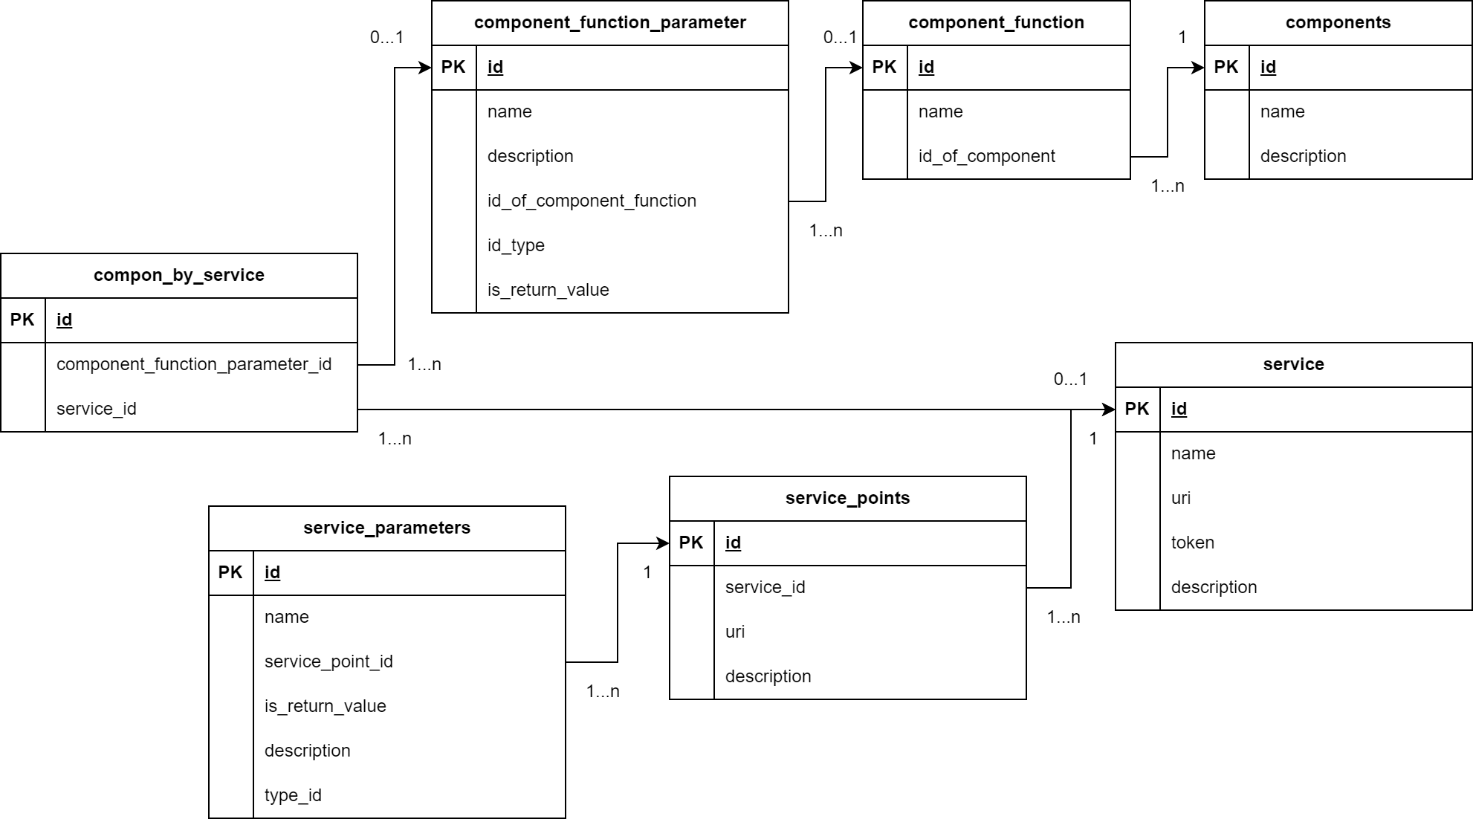 component_function_parameter
PK id
name
description
id_of_component_function
id_type
is_return_value
component_function
PK id
name
id_of_component
components
PK id
name
description
0...1
0...1
1
1...n
1...n
compon_by_service
PK id
component_function_parameter_id
service_id
1...n
1...n
0...1
1
service
PK id
name
uri
token
description
service_points
PK id
service_id
uri
description
1...n
service_parameters
PK id
name
service_point_id
is_return_value
description
type_id
1
1...n